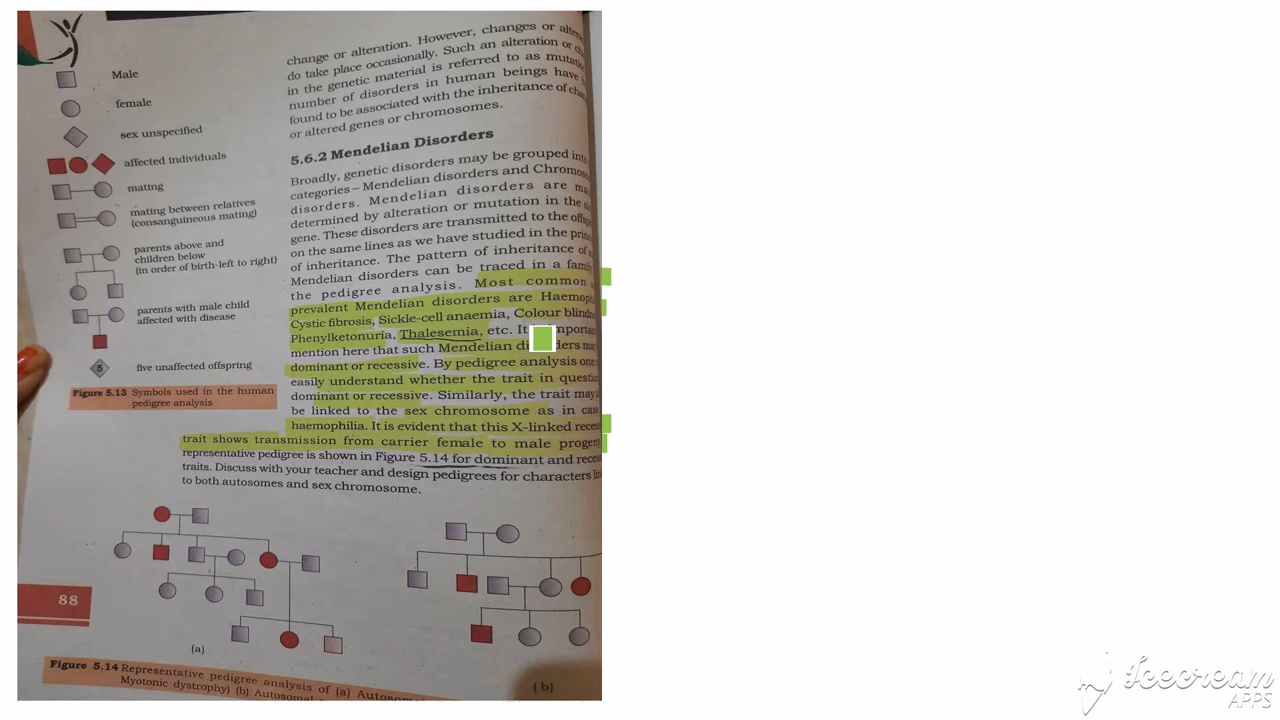 Male
female
sex unspecified
affected individuals
mating
mating between relatives
(consanguineous mating)
parents above and
children below
(in order of birth-left to right)
parents with male child
affected with disease
5
five unaffected offspring
Figure 5.13 Symbols used in the human
pedigree analysis
change or alteration. However, changes or
do take place occasionally. Such an alteration or
in the genetic material is referred to as
number of disorders in human beings have
found to be associated with the inheritance of
or altered genes or chromosomes.
5.6.2 Mendelian Disorders
Broadly, genetic disorders may be grouped into
categories – Mendelian disorders and
disorders. Mendelian disorders are
determined by alteration or mutation in the
gene. These disorders are transmitted to the
on the same lines as we have studied in the
of inheritance. The pattern of inheritance of
Mendelian disorders can be traced in a
the pedigree analysis. Most common
prevalent Mendelian disorders are
Cystic fibrosis, Sickle-cell anaemia, Colour
Phenylketonuria, Thalesemia, etc. It
mention here that such Mendelian
dominant or recessive. By pedigree analysis one
easily understand whether the trait in
dominant or recessive. Similarly, the trait may
be linked to the sex chromosome as in
haemophilia. It is evident that this X-linked
trait shows transmission from carrier female to male
representative pedigree is shown in Figure 5.14 for dominant and
traits. Discuss with your teacher and design pedigrees for characters
to both autosomes and sex chromosome.
88
(a)
(b)
Figure 5.14 Representative pedigree analysis of (a)
Myotonic dystrophy) (b) Autosomal
Icecream
APPS